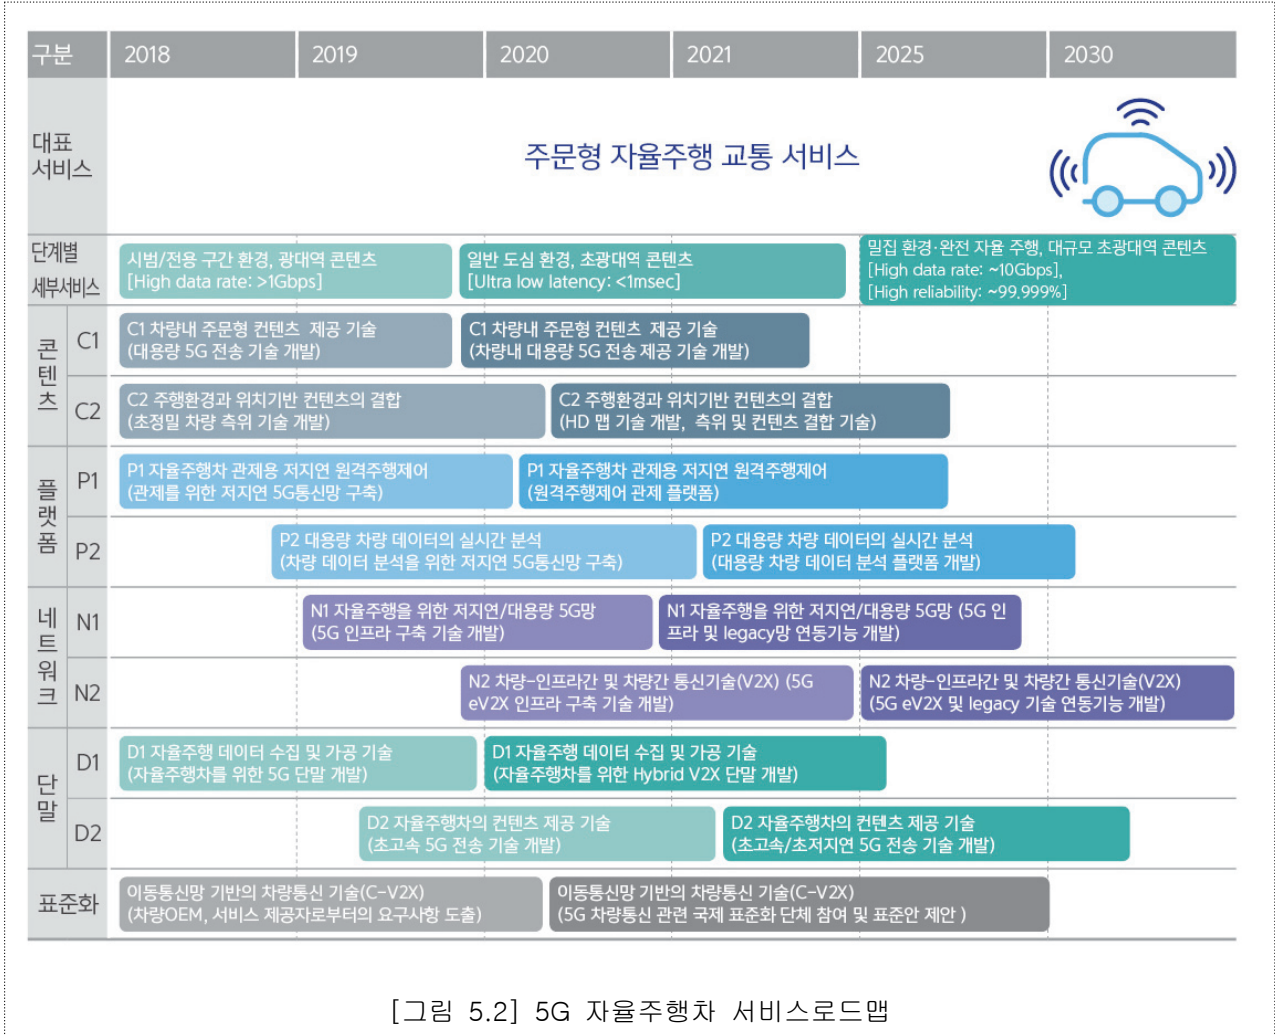 구분 2018 2019 2020 2021 2025 2030
대표
서비스
주문형 자율주행 교통 서비스
단계별
세부서비스
시범/전용 구간 환경, 광대역 콘텐츠
[High data rate: >1Gbps]
일반 도심 환경, 초광대역 콘텐츠
[Ultra low latency: <1msec]
밀집 환경·완전 자율 주행, 대규모 초광대역 콘텐츠
[High data rate: ~10Gbps],
[High reliability: ~99.999%]
콘텐츠
C1
C1 차량내 주문형 컨텐츠 제공 기술
(대용량 5G 전송 기술 개발)
C1 차량내 주문형 컨텐츠 제공 기술
(차량내 대용량 5G 전송 제공 기술 개발)
C2
C2 주행환경과 위치기반 컨텐츠의 결합
(초정밀 차량 측위 기술 개발)
C2 주행환경과 위치기반 컨텐츠의 결합
(HD 맵 기술 개발, 측위 및 컨텐츠 결합 기술)
플랫폼
P1
P1 자율주행차 관제용 저지연 원격주행제어
(관제를 위한 저지연 5G통신망 구축)
P1 자율주행차 관제용 저지연 원격주행제어
(원격주행제어 관제 플랫폼)
P2
P2 대용량 차량 데이터의 실시간 분석
(차량 데이터 분석을 위한 저지연 5G통신망 구축)
P2 대용량 차량 데이터의 실시간 분석
(대용량 차량 데이터 분석 플랫폼 개발)
네트워크
N1
N1 자율주행을 위한 저지연/대용량 5G망
(5G 인프라 구축 기술 개발)
N1 자율주행을 위한 저지연/대용량 5G망 (5G 인
프라 및 legacy망 연동기능 개발)
N2
N2 차량-인프라간 및 차량간 통신기술(V2X) (5G
eV2X 인프라 구축 기술 개발)
N2 차량-인프라간 및 차량간 통신기술(V2X)
(5G eV2X 및 legacy 기술 연동기능 개발)
단말
D1
D1 자율주행 데이터 수집 및 가공 기술
(자율주행차를 위한 5G 단말 개발)
D1 자율주행 데이터 수집 및 가공 기술
(자율주행차를 위한 Hybrid V2X 단말 개발)
D2
D2 자율주행차의 컨텐츠 제공 기술
(초고속 5G 전송 기술 개발)
D2 자율주행차의 컨텐츠 제공 기술
(초고속/초저지연 5G 전송 기술 개발)
표준화
이동통신망 기반의 차량통신 기술(C-V2X)
(차량OEM, 서비스 제공자로부터의 요구사항 도출)
이동통신망 기반의 차량통신 기술(C-V2X)
(5G 차량통신 관련 국제 표준화 단체 참여 및 표준안 제안 )
[그림 5.2] 5G 자율주행차 서비스로드맵